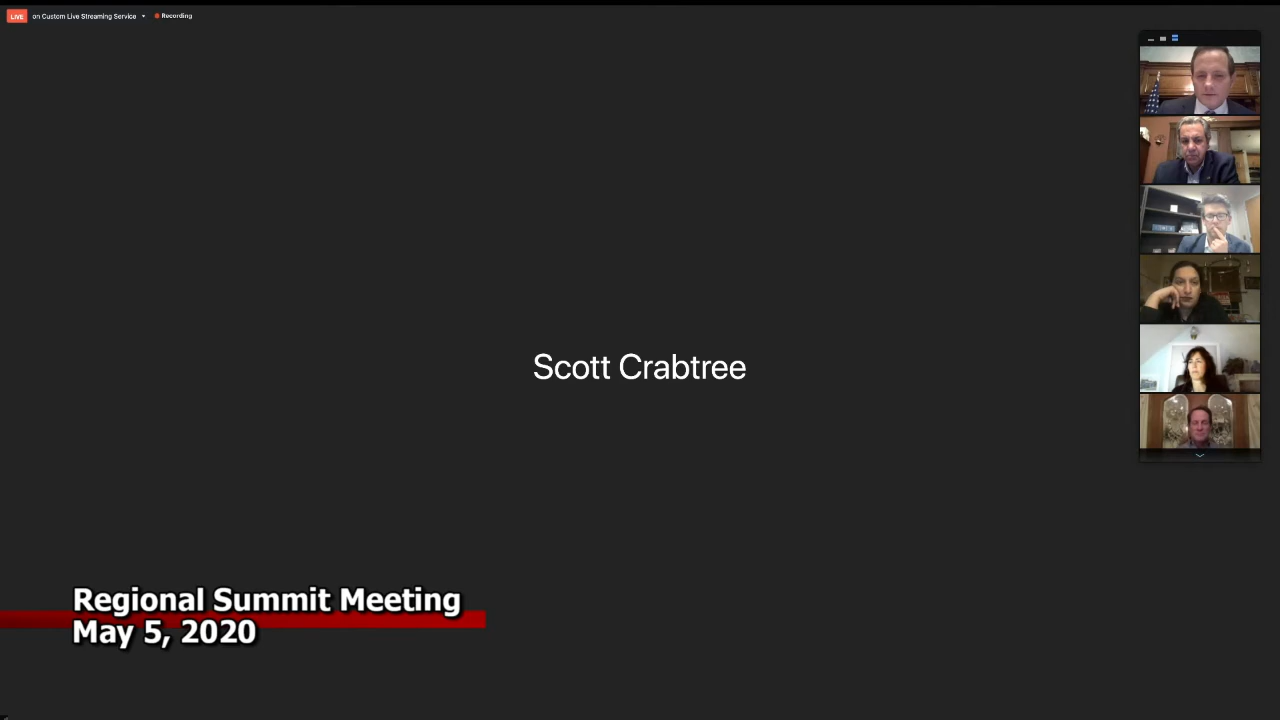 LIVE on Custom Live Streaming Service Recording
Scott Crabtree
Regional Summit Meeting
May 5, 2020